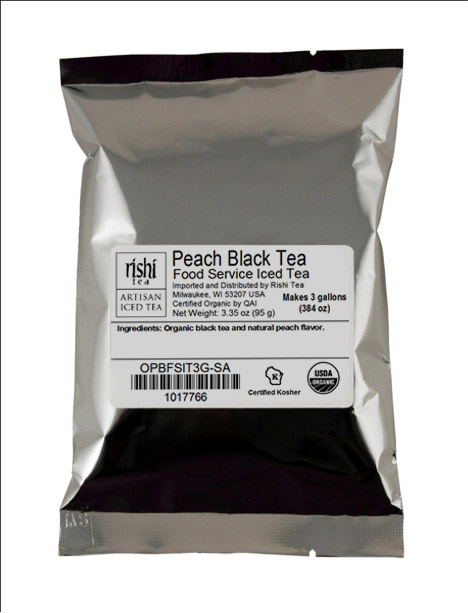 rishi
tea
ARTISAN
ICED TEA
Peach Black Tea
Food Service Iced Tea
Imported and Distributed by Rishi Tea
Milwaukee, WI 53207 USA
Certified Organic by QAI
Net Weight: 3.35 oz (95 g)
Makes 3 gallons
(384 oz)
Ingredients: Organic black tea and natural peach flavor.
OPBFSIT3G-SA
1017766
K
Certified Kosher
USDA
ORGANIC